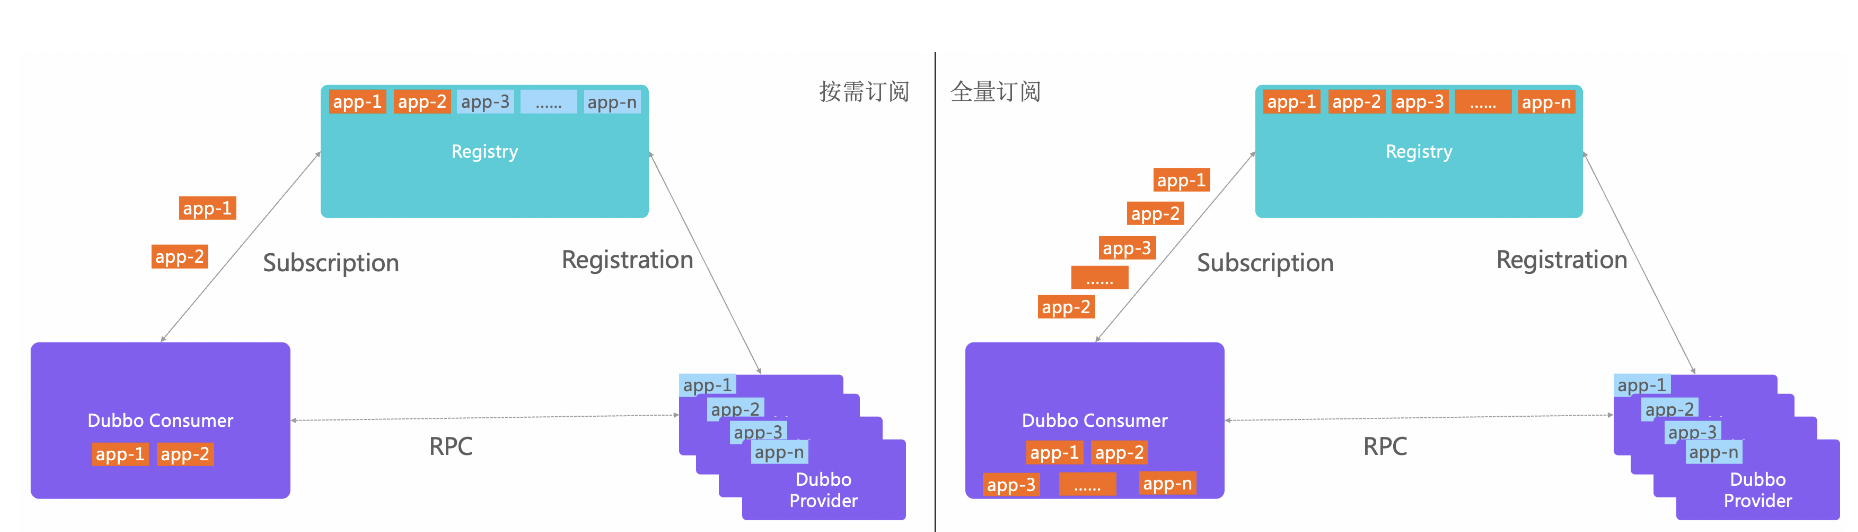 按需订阅
app-1 app-2 app-3 ...... app-n
Registry
app-1
app-2
Subscription
Registration
Dubbo Consumer
app-1 app-2
RPC
app-1
app-2
app-3
app-n
Dubbo
Provider
全量订阅
app-1 app-2 app-3 ...... app-n
Registry
app-1
app-2
app-3
......
app-2
Subscription
Registration
Dubbo Consumer
app-1 app-2
app-3 ...... app-n
RPC
app-1
app-2
app-3
app-n
Dubbo
Provider